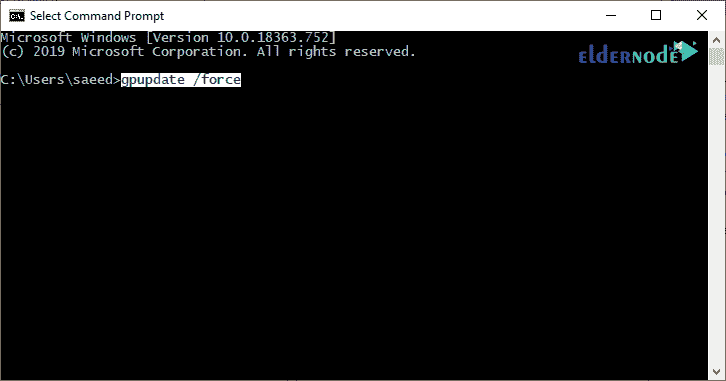 Select Command Prompt
Microsoft Windows [Version 10.0.18363.752]
(c) 2019 Microsoft Corporation. All rights reserved.
elderNode
C:\Users\saeed>gpupdate /force